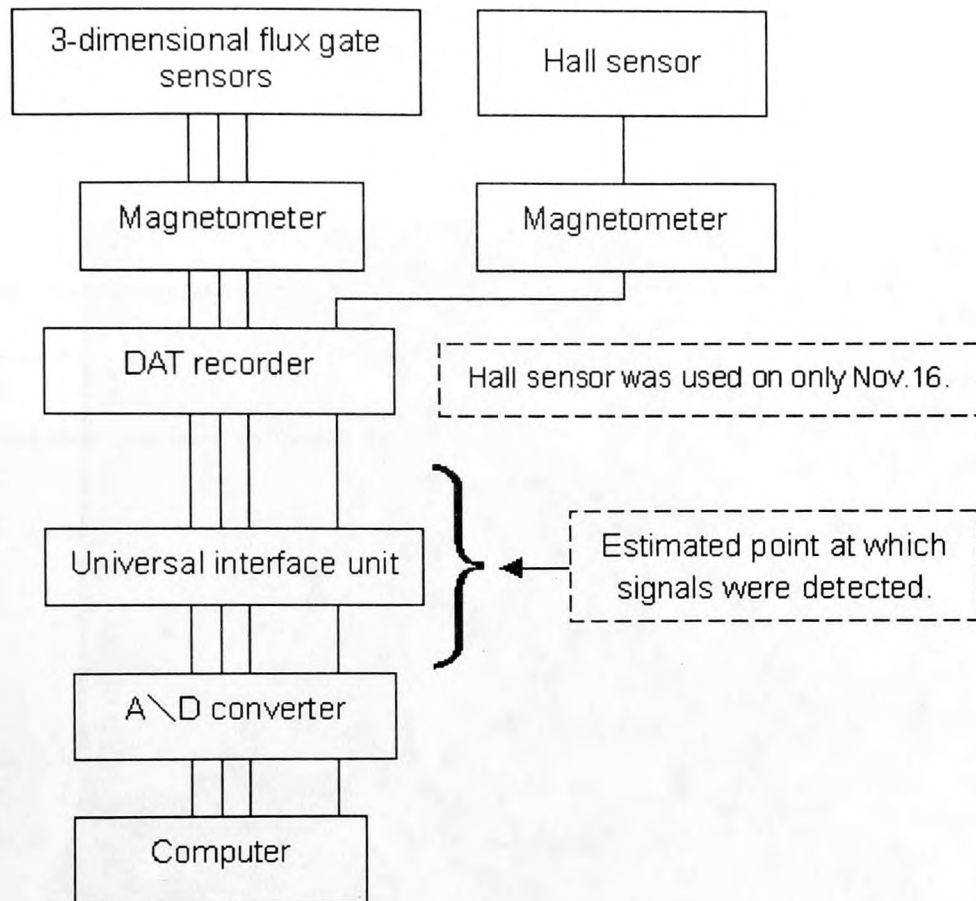 3-dimensional flux gate
sensors
Hall sensor
Magnetometer
Magnetometer
DAT recorder
Hall sensor was used on only Nov.16.
Universal interface unit
Estimated point at which
signals were detected.
A\D converter
Computer